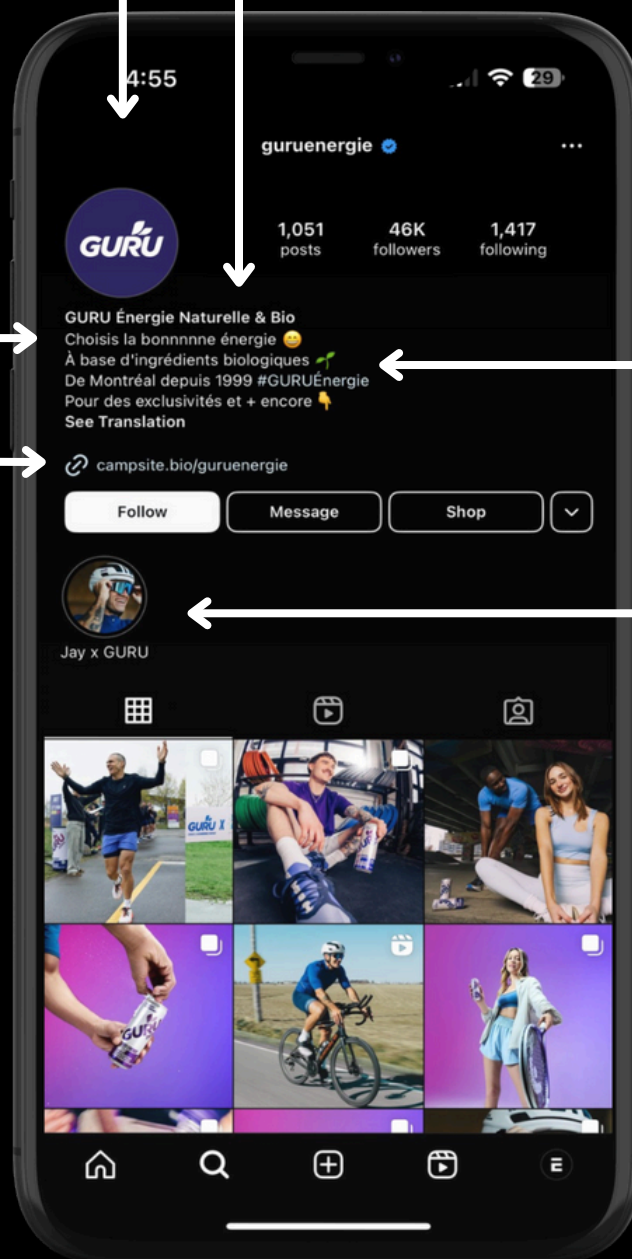 4:55
29
guruenergie
GURU
1,051
posts
46K
followers
1,417
following
GURU Énergie Naturelle & Bio
Choisis la bonnnnne énergie 😄
À base d'ingrédients biologiques 🌱
De Montréal depuis 1999 #GURUÉnergie
Pour des exclusivités et + encore 👇
See Translation
campsite.bio/guruenergie
Follow
Message
Shop
Jay x GURU
GURU X
GURU
E